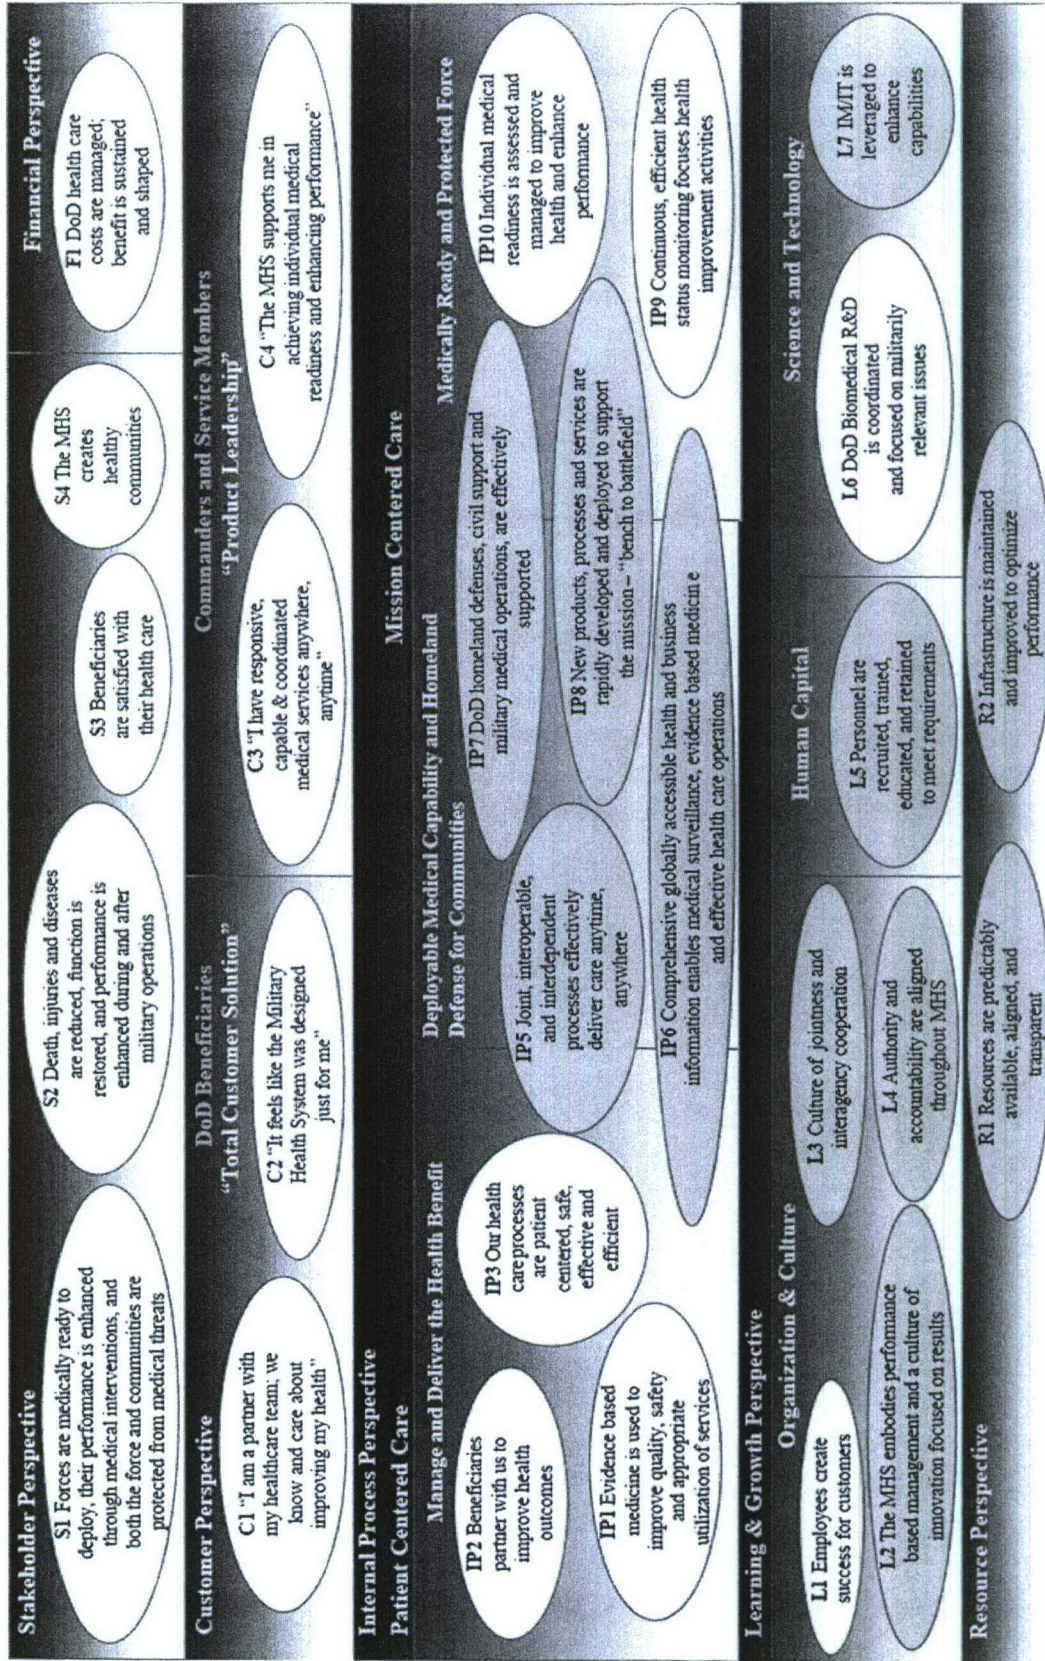 Stakeholder Perspective
Financial Perspective
S1 Forces are medically ready to
deploy, their performance is enhanced
through medical interventions, and
both the force and communities are
protected from medical threats
S2 Death, injuries and diseases
are reduced, function is
restored, and performance is
enhanced during and after
military operations
S3 Beneficiaries
are satisfied with
their health care
S4 The MHS
creates
healthy
communities
F1 DoD health care
costs are managed;
benefit is sustained
and shaped
Customer Perspective
DoD Beneficiaries
"Total Customer Solution"
Commanders and Service Members
"Product Leadership"
C1 "I am a partner with
my healthcare team; we
know and care about
improving my health"
C2 "It feels like the Military
Health System was designed
just for me"
C3 "I have responsive,
capable & coordinated
medical services anywhere,
anytime"
C4 "The MHS supports me in
achieving individual medical
readiness and enhancing performance"
Internal Process Perspective
Patient Centered Care
Mission Centered Care
Manage and Deliver the Health Benefit
Deployable Medical Capability and Homeland
Defense for Communities
Medically Ready and Protected Force
IP2 Beneficiaries
partner with us to
improve health
outcomes
IP3 Our health
care processes
are patient
centered, safe,
effective and
efficient
IP1 Evidence based
medicine is used to
improve quality, safety
and appropriate
utilization of services
IP5 Joint, interoperable,
and interdependent
processes effectively
deliver care anytime,
anywhere
IP7 DoD homeland defenses, civil support and
military medical operations, are effectively
supported
IP8 New products, processes and services are
rapidly developed and deployed to support
the mission – "bench to battlefield"
IP6 Comprehensive globally accessible health and business
information enables medical surveillance, evidence based medicine
and effective health care operations
IP10 Individual medical
readiness is assessed and
managed to improve
health and enhance
performance
IP9 Continuous, efficient health
status monitoring focuses health
improvement activities
Learning & Growth Perspective
Organization & Culture
Human Capital
Science and Technology
L1 Employees create
success for customers
L2 The MHS embodies performance
based management and a culture of
innovation focused on results
L3 Culture of jointness and
interagency cooperation
L4 Authority and
accountability are aligned
throughout MHS
L5 Personnel are
recruited, trained,
educated, and retained
to meet requirements
L6 DoD Biomedical R&D
is coordinated
and focused on militarily
relevant issues
L7 IM/IT is
leveraged to
enhance
capabilities
Resource Perspective
R1 Resources are predictably
available, aligned, and
transparent
R2 Infrastructure is maintained
and improved to optimize
performance